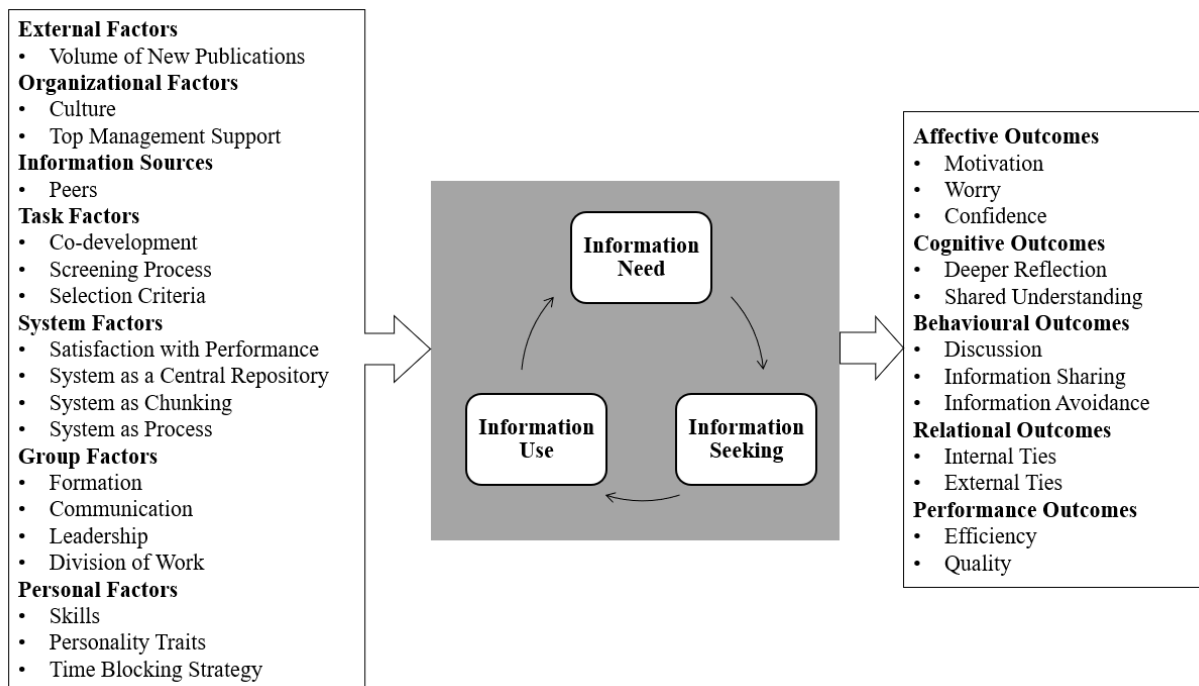 External Factors
• Volume of New Publications
Organizational Factors
• Culture
• Top Management Support
Information Sources
• Peers
Task Factors
• Co-development
• Screening Process
• Selection Criteria
System Factors
• Satisfaction with Performance
• System as a Central Repository
• System as Chunking
• System as Process
Group Factors
• Formation
• Communication
• Leadership
• Division of Work
Personal Factors
• Skills
• Personality Traits
• Time Blocking Strategy
Information
Need
Information
Use
Information
Seeking
Affective Outcomes
• Motivation
• Worry
• Confidence
Cognitive Outcomes
• Deeper Reflection
• Shared Understanding
Behavioural Outcomes
• Discussion
• Information Sharing
• Information Avoidance
Relational Outcomes
• Internal Ties
• External Ties
Performance Outcomes
• Efficiency
• Quality